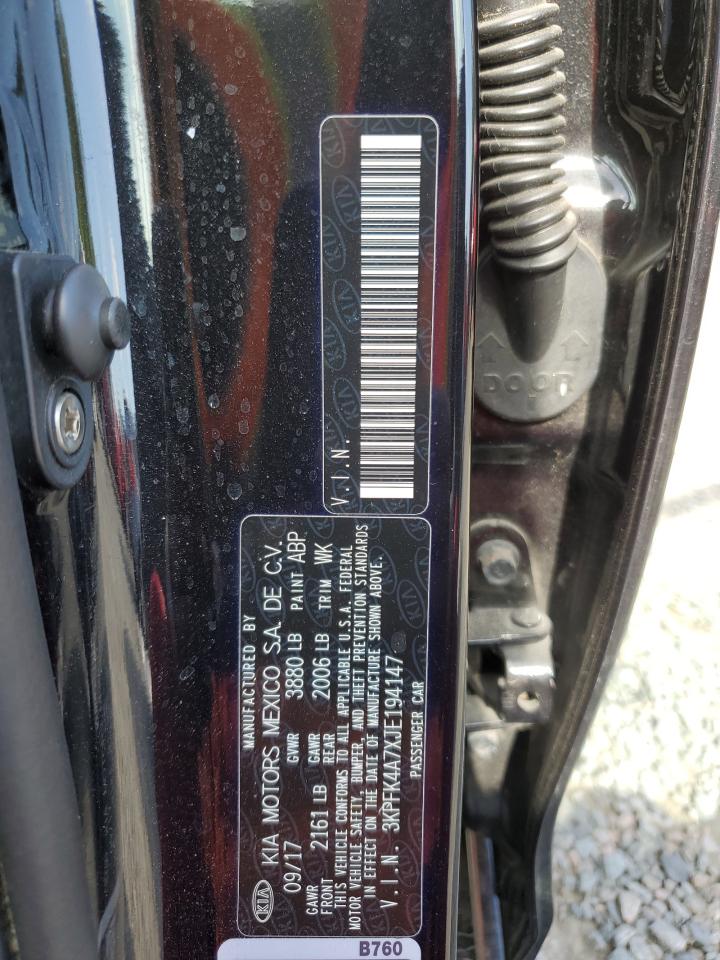 MANUFACTURED BY
KIA KIA MOTORS MEXICO S.A. DE C.V.
09/17 GVWR 3880 LB PAINT ABP
GAWR FRONT 2161 LB GAWR REAR 2006 LB TRIM WK
THIS VEHICLE CONFORMS TO ALL APPLICABLE U.S.A. FEDERAL
MOTOR VEHICLE SAFETY, BUMPER, AND THEFT PREVENTION STANDARDS
IN EFFECT ON THE DATE OF MANUFACTURE SHOWN ABOVE.
V.I.N. 3KPFK4A7XJE194147
PASSENGER CAR
V.I.N.
B760
DOOR